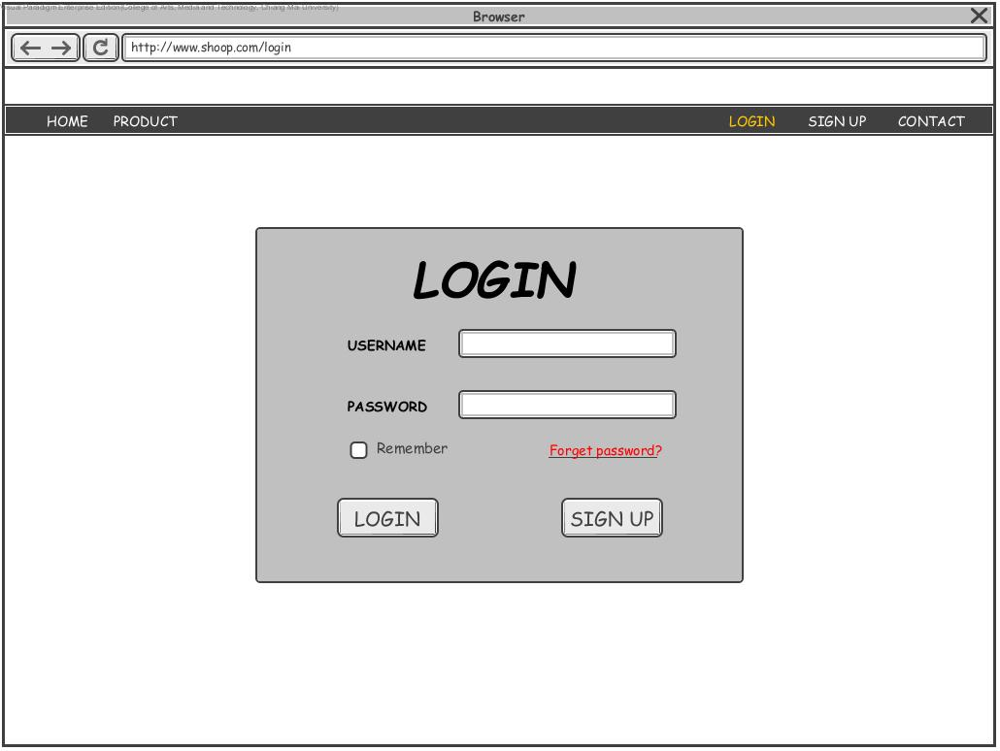 Visual Paradigm Enterprise Edition(College of Arts, Media and Technology, Chiang Mai University)
Browser
http://www.shoop.com/login
HOME PRODUCT LOGIN SIGN UP CONTACT
LOGIN
USERNAME
PASSWORD
Remember Forget password?
LOGIN SIGN UP